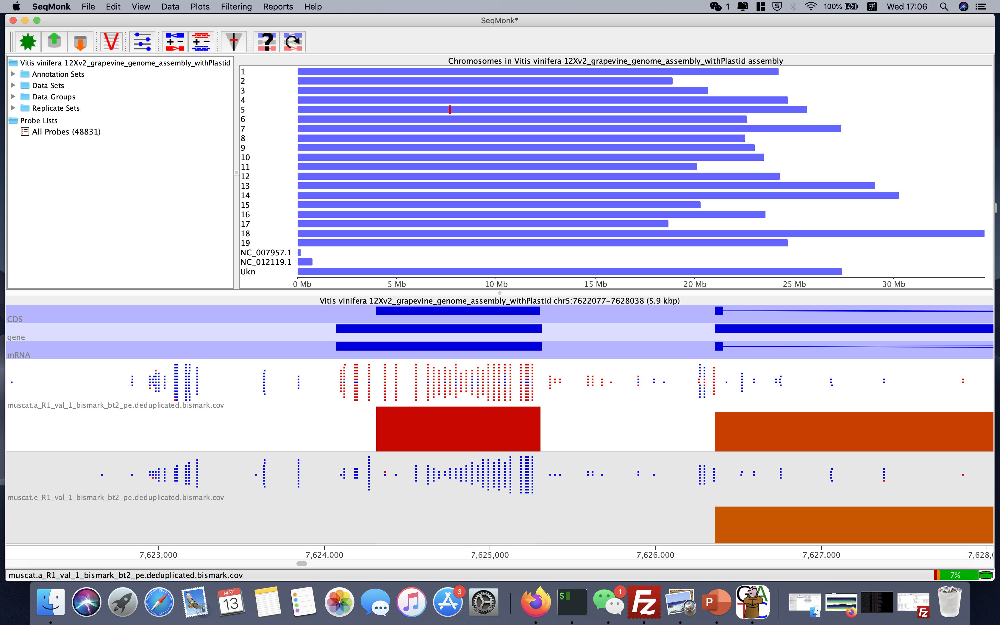 SeqMonk File Edit View Data Plots Filtering Reports Help 1 100% 拼 Wed 17:06
SeqMonk*
Vitis vinifera 12Xv2_grapevine_genome_assembly_withPlastid
Annotation Sets
Data Sets
Data Groups
Replicate Sets
Probe Lists
All Probes (48831)
Chromosomes in Vitis vinifera 12Xv2_grapevine_genome_assembly_withPlastid assembly
1
2
3
4
5
6
7
8
9
10
11
12
13
14
15
16
17
18
19
NC_007957.1
NC_012119.1
Ukn
0 Mb 5 Mb 10 Mb 15 Mb 20 Mb 25 Mb 30 Mb
Vitis vinifera 12Xv2_grapevine_genome_assembly_withPlastid chr5:7622077-7628038 (5.9 kbp)
CDS
gene
mRNA
muscat.a_R1_val_1_bismark_bt2_pe.deduplicated.bismark.cov
muscat.e_R1_val_1_bismark_bt2_pe.deduplicated.bismark.cov
7,623,000 7,624,000 7,625,000 7,626,000 7,627,000 7,628,0
muscat.a_R1_val_1_bismark_bt2_pe.deduplicated.bismark.cov 7%
MAY
13
3
$
1
Fz
P
G A
T C
Fz